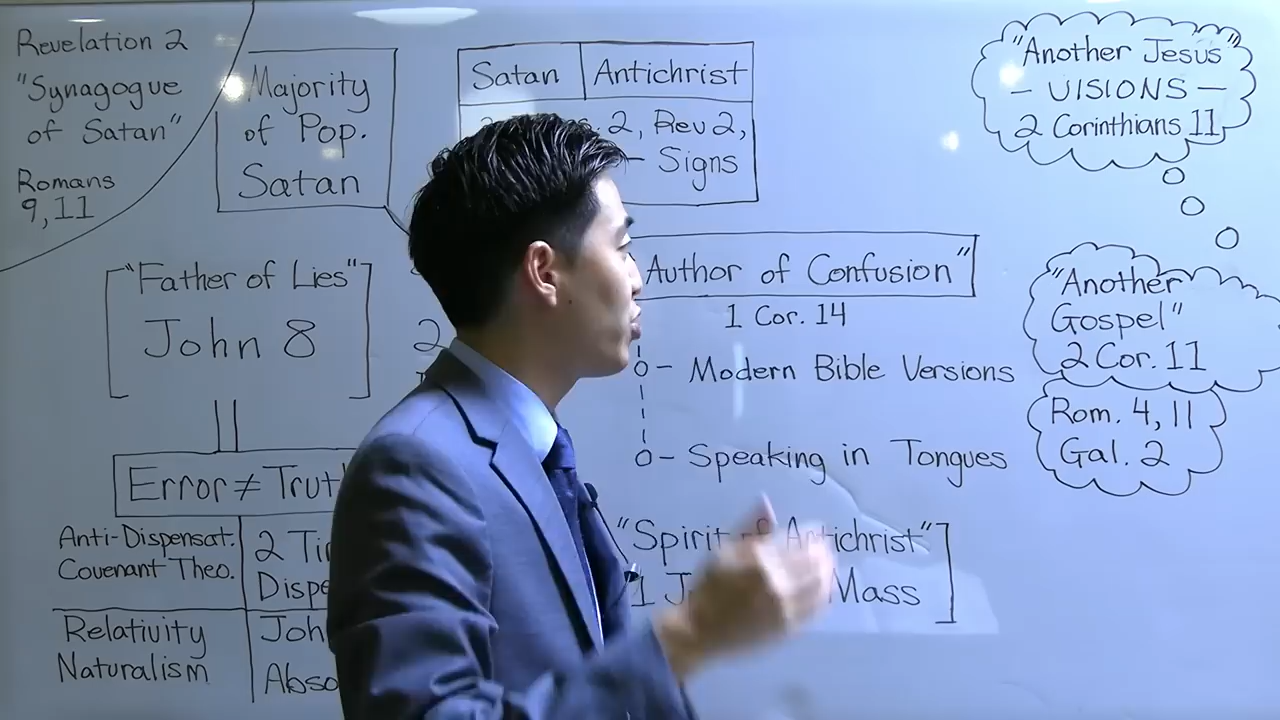 Revelation 2
"Synagogue
of Satan"
Romans
9, 11
Majority
of Pop.
Satan
Satan
Antichrist
2, Rev 2,
- Signs
"Another Jesus"
- VISIONS -
2 Corinthians 11
"Father of Lies"
John 8
2
Author of Confusion"
1 Cor. 14
- Modern Bible Versions
- Speaking in Tongues
"Another
Gospel"
2 Cor. 11
Rom. 4, 11
Gal. 2
Error ≠ Trut
Anti-Dispensat.
Covenant Theo.
2 Ti
Dispe
Relativity
Naturalism
Joh
Abso
"Spirit of Antichrist"
1 J
Mass